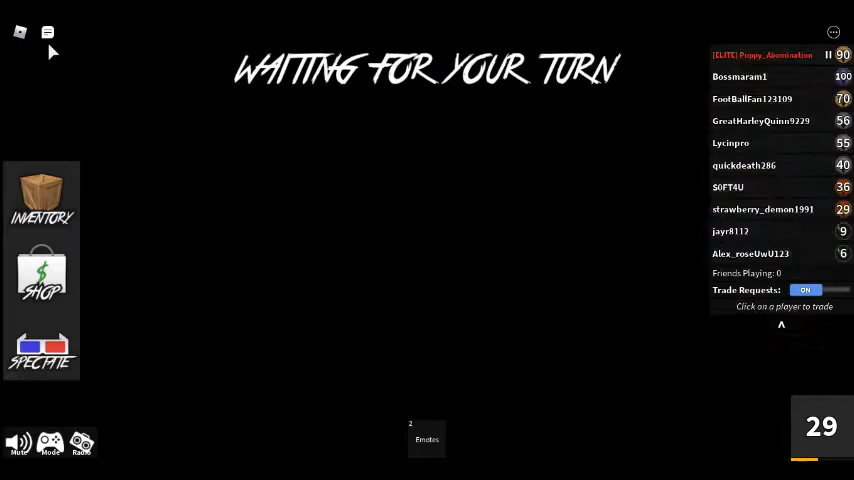 WAITING FOR YOUR TURN
[ELITE] Puppy_Abomination 90
Bossmaram1 100
FootBallFan123109 70
GreatHarleyQuinn9229 56
Lycinpro 55
quickdeath286 40
S0FT4U 36
strawberry_demon1991 29
jayr8112 9
Alex_roseUwU123 6
Friends Playing: 0
Trade Requests: ON
Click on a player to trade
INVENTORY
$
SHOP
SPECTATE
Mute Mode Radio
2
Emotes
29